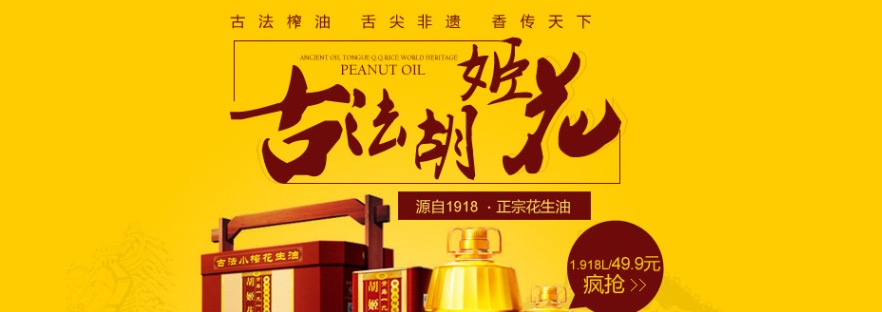 古法榨油 舌尖非遗 香传天下
ANCIENT OIL TONGUE Q.Q RICE WORLD HERITAGE
PEANUT OIL
古法胡姬花
源自1918 · 正宗花生油
古法小榨花生油
胡姬
1.918L/49.9元
疯抢 >>